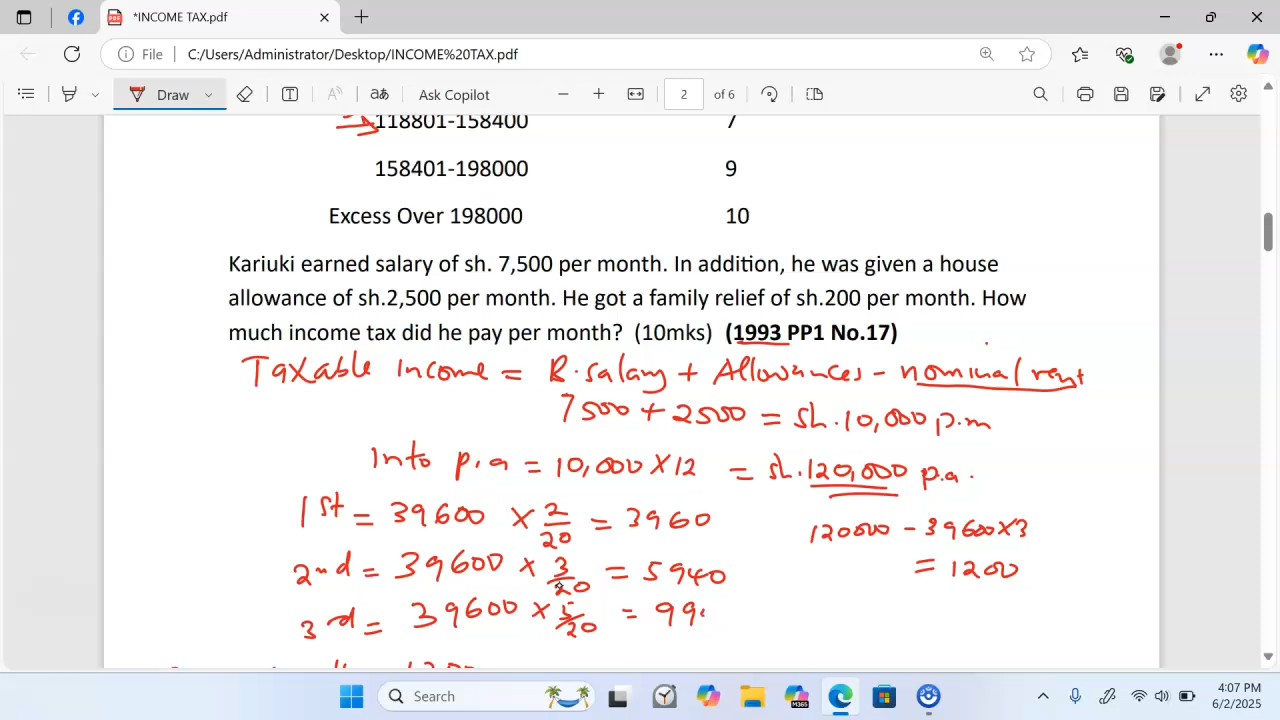 *INCOME TAX.pdf
File C:/Users/Administrator/Desktop/INCOME%20TAX.pdf
Draw Ask Copilot 2 of 6
118801-158400 7
158401-198000 9
Excess Over 198000 10
Kariuki earned salary of sh. 7,500 per month. In addition, he was given a house
allowance of sh.2,500 per month. He got a family relief of sh.200 per month. How
much income tax did he pay per month? (10mks) (1993 PP1 No.17)
Taxable Income = B.salary + Allowances - nominal rent
7500 + 2500 = sh.10,000 p.m
Into p.a = 10,000 X 12 = sh.120,000 p.a.
1st = 39600 X 2/20 = 3960
120000 - 39600X3
2nd = 39600 X 3/20 = 5940
= 1200
3rd = 39600 X 5/20 = 99
1200
Search
4:07 PM
6/2/2025